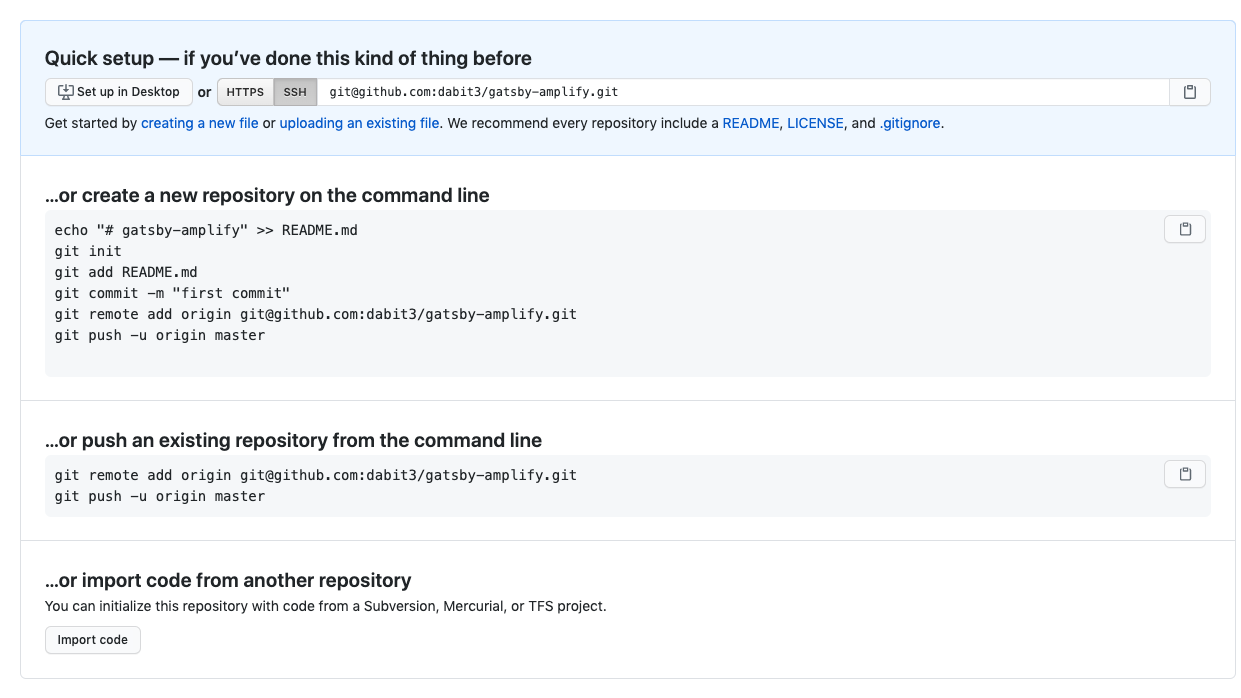 Quick setup — if you’ve done this kind of thing before
Set up in Desktop or HTTPS SSH git@github.com:dabit3/gatsby-amplify.git
Get started by creating a new file or uploading an existing file. We recommend every repository include a README, LICENSE, and .gitignore.
…or create a new repository on the command line
echo "# gatsby-amplify" >> README.md
git init
git add README.md
git commit -m "first commit"
git remote add origin git@github.com:dabit3/gatsby-amplify.git
git push -u origin master
…or push an existing repository from the command line
git remote add origin git@github.com:dabit3/gatsby-amplify.git
git push -u origin master
…or import code from another repository
You can initialize this repository with code from a Subversion, Mercurial, or TFS project.
Import code